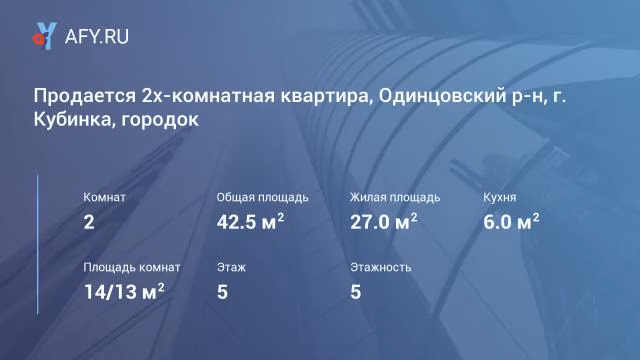 AFY.RU
Продается 2х-комнатная квартира, Одинцовский р-н, г.
Кубинка, городок
Комнат
2
Общая площадь
42.5 м²
Жилая площадь
27.0 м²
Кухня
6.0 м²
Площадь комнат
14/13 м²
Этаж
5
Этажность
5